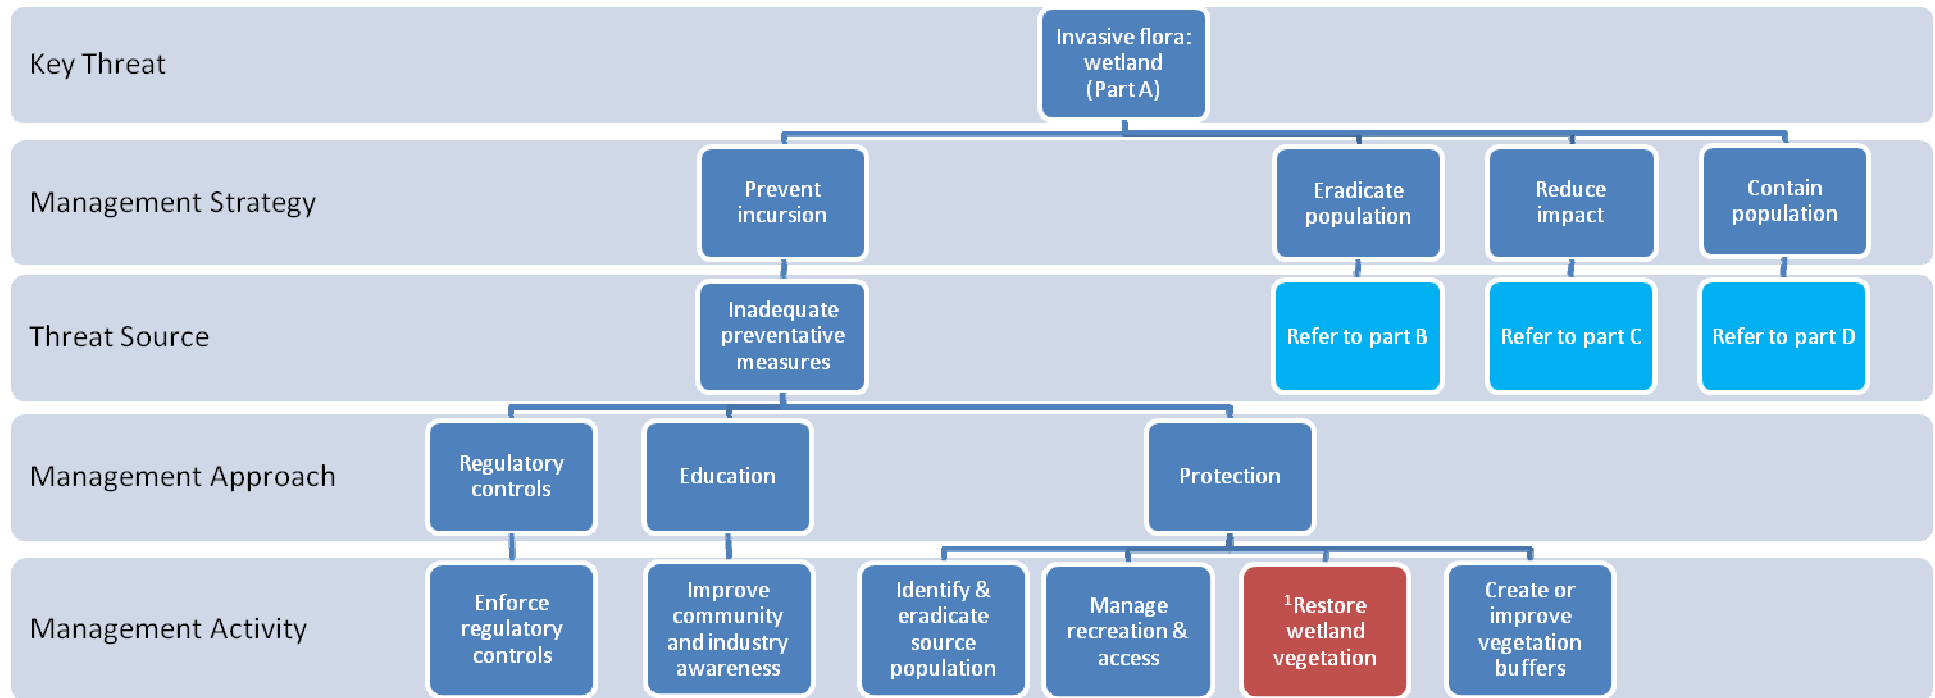 Key Threat
Invasive flora:
wetland
(Part A)
Management Strategy
Prevent
incursion
Eradicate
population
Reduce
impact
Contain
population
Threat Source
Inadequate
preventative
measures
Refer to part B
Refer to part C
Refer to part D
Management Approach
Regulatory
controls
Education
Protection
Management Activity
Enforce
regulatory
controls
Improve
community
and industry
awareness
Identify &
eradicate
source
population
Manage
recreation &
access
¹Restore
wetland
vegetation
Create or
improve
vegetation
buffers